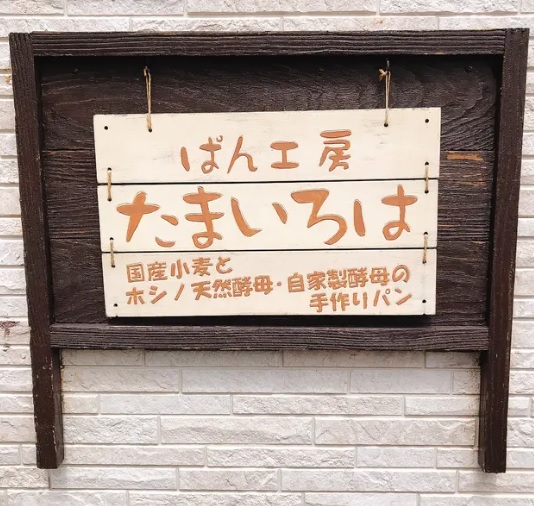 ぱん工房
たまいろは
国産小麦と
ホシノ天然酵母・自家製酵母の
手作りパン